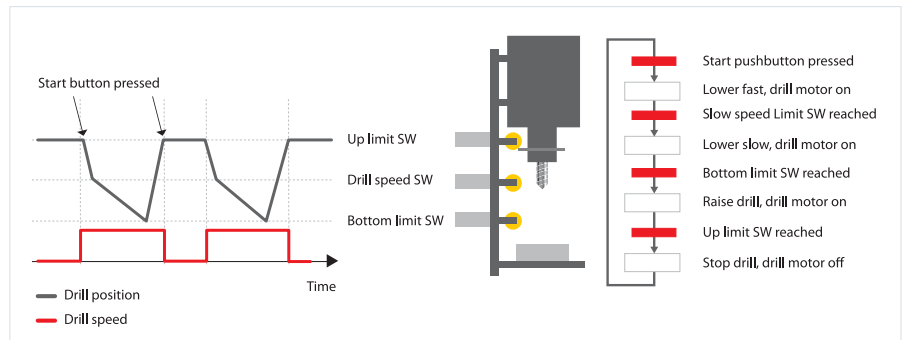 Start button pressed
Up limit SW
Drill speed SW
Bottom limit SW
Time
Drill position
Drill speed
Start pushbutton pressed
Lower fast, drill motor on
Slow speed Limit SW reached
Lower slow, drill motor on
Bottom limit SW reached
Raise drill, drill motor on
Up limit SW reached
Stop drill, drill motor off